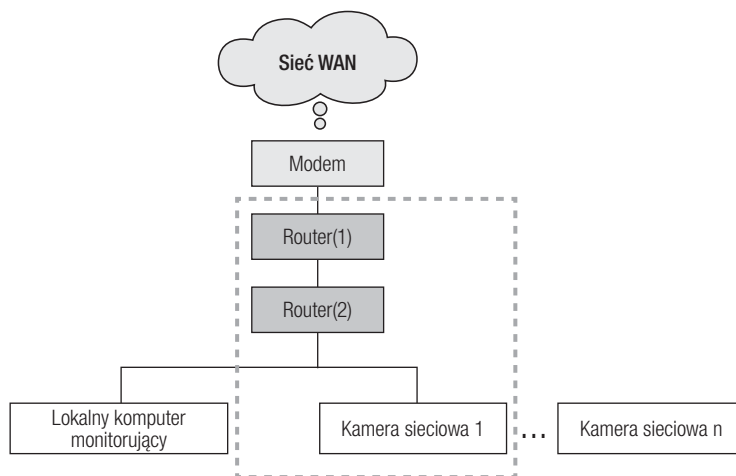 Sieć WAN
Modem
Router(1)
Router(2)
Lokalny komputer
monitorujący
Kamera sieciowa 1
...
Kamera sieciowa n